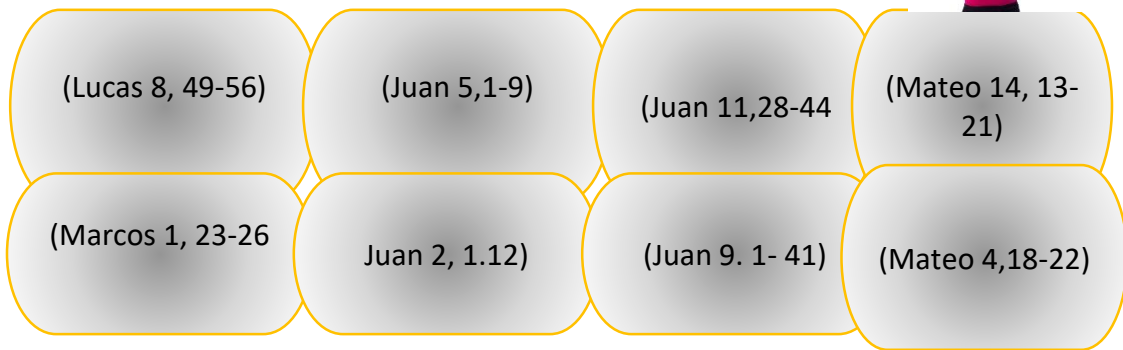 (Lucas 8, 49-56)
(Juan 5,1-9)
(Juan 11,28-44
(Mateo 14, 13-
21)
(Marcos 1, 23-26
Juan 2, 1.12)
(Juan 9. 1- 41)
(Mateo 4,18-22)